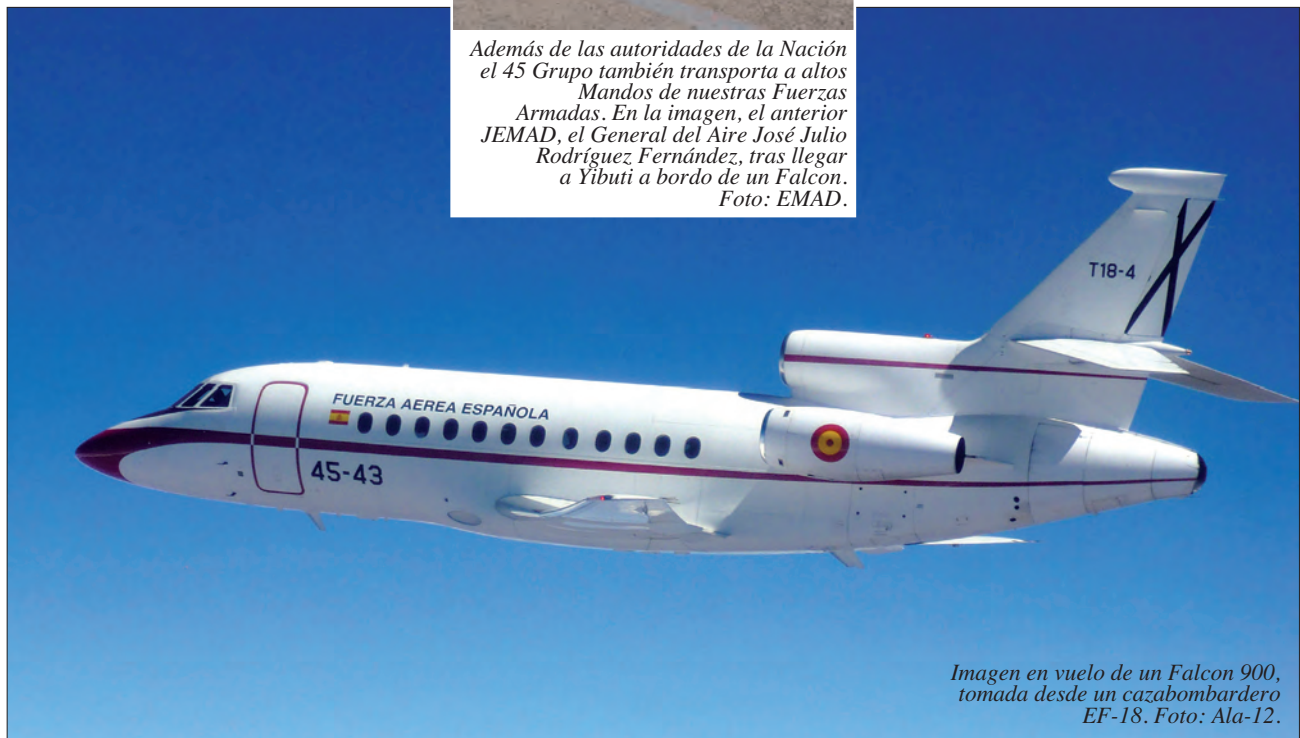 Además de las autoridades de la Nación
el 45 Grupo también transporta a altos
Mandos de nuestras Fuerzas
Armadas. En la imagen, el anterior
JEMAD, el General del Aire José Julio
Rodríguez Fernández, tras llegar
a Yibuti a bordo de un Falcon.
Foto: EMAD.
T18-4
FUERZA AEREA ESPAÑOLA
45-43
Imagen en vuelo de un Falcon 900,
tomada desde un cazabombardero
EF-18. Foto: Ala-12.